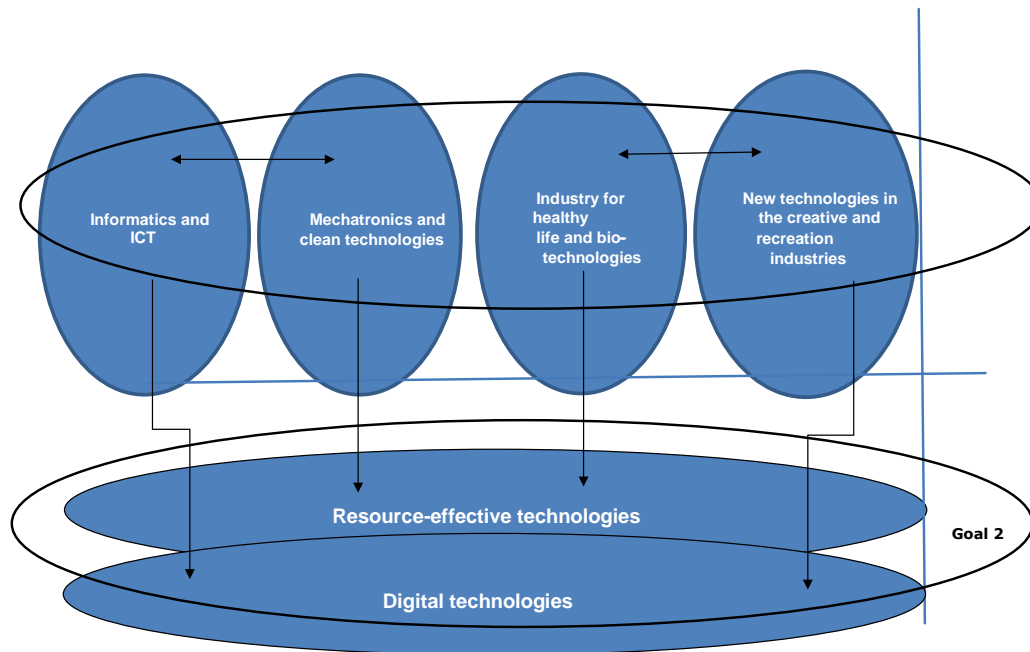 Informatics and
ICT
Mechatronics and
clean technologies
Industry for
healthy
life and bio-
technologies
New technologies in
the creative and
recreation
industries
Resource-effective technologies
Goal 2
Digital technologies